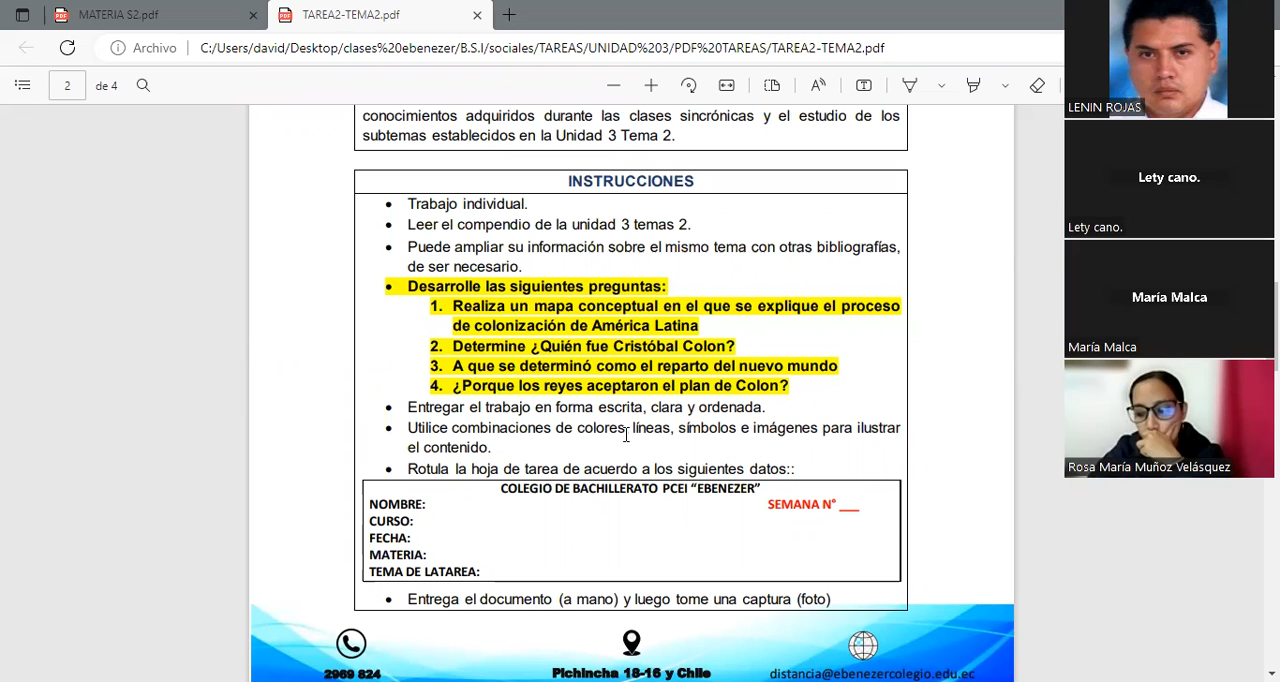 MATERIA S2.pdf
TAREA2-TEMA2.pdf
Archivo
C:/Users/david/Desktop/clases%20ebenezer/B.S.I/sociales/TAREAS/UNIDAD%203/PDF%20TAREAS/TAREA2-TEMA2.pdf
2 de 4
conocimientos adquiridos durante las clases sincrónicas y el estudio de los
subtemas establecidos en la Unidad 3 Tema 2.
INSTRUCCIONES
• Trabajo individual.
• Leer el compendio de la unidad 3 temas 2.
• Puede ampliar su información sobre el mismo tema con otras bibliografías,
de ser necesario.
• Desarrolle las siguientes preguntas:
1. Realiza un mapa conceptual en el que se explique el proceso
de colonización de América Latina
2. Determine ¿Quién fue Cristóbal Colon?
3. A que se determinó como el reparto del nuevo mundo
4. ¿Porque los reyes aceptaron el plan de Colon?
• Entregar el trabajo en forma escrita, clara y ordenada.
• Utilice combinaciones de colores, líneas, símbolos e imágenes para ilustrar
el contenido.
• Rotula la hoja de tarea de acuerdo a los siguientes datos::
COLEGIO DE BACHILLERATO PCEI “EBENEZER”
NOMBRE: SEMANA N° ___
CURSO:
FECHA:
MATERIA:
TEMA DE LATAREA:
• Entrega el documento (a mano) y luego tome una captura (foto)
2969 824
Pichincha 18-16 y Chile
distancia@ebenezercolegio.edu.ec
LENIN ROJAS
Lety cano.
Lety cano.
María Malca
María Malca
Rosa María Muñoz Velásquez